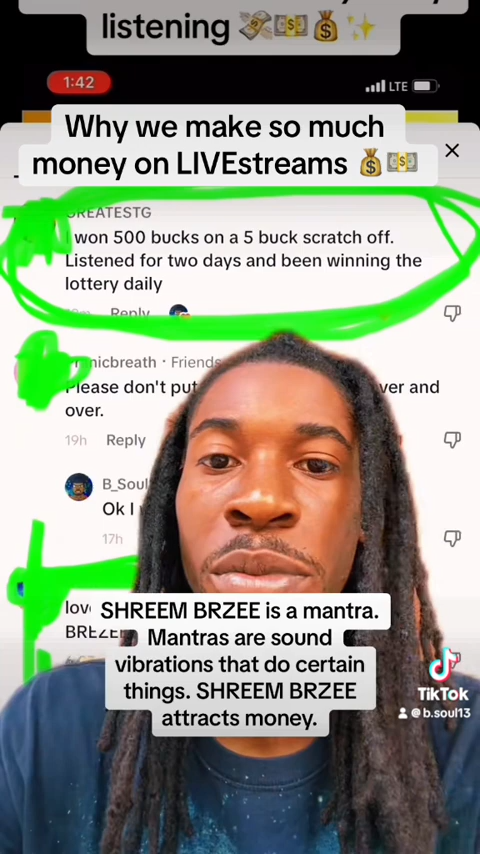 listening 💸💵💰✨
1:42
LTE
Why we make so much
money on LIVEstreams 💰💵
GREATESTG
I won 500 bucks on a 5 buck scratch off.
Listened for two days and been winning the
lottery daily
Reply
nicbreath · Friends
Please don't put ver and
over.
19h Reply
B_Soul
Ok I
17h
SHREEM BRZEE is a mantra.
Mantras are sound
vibrations that do certain
things. SHREEM BRZEE
attracts money.
TikTok
@b.soul13